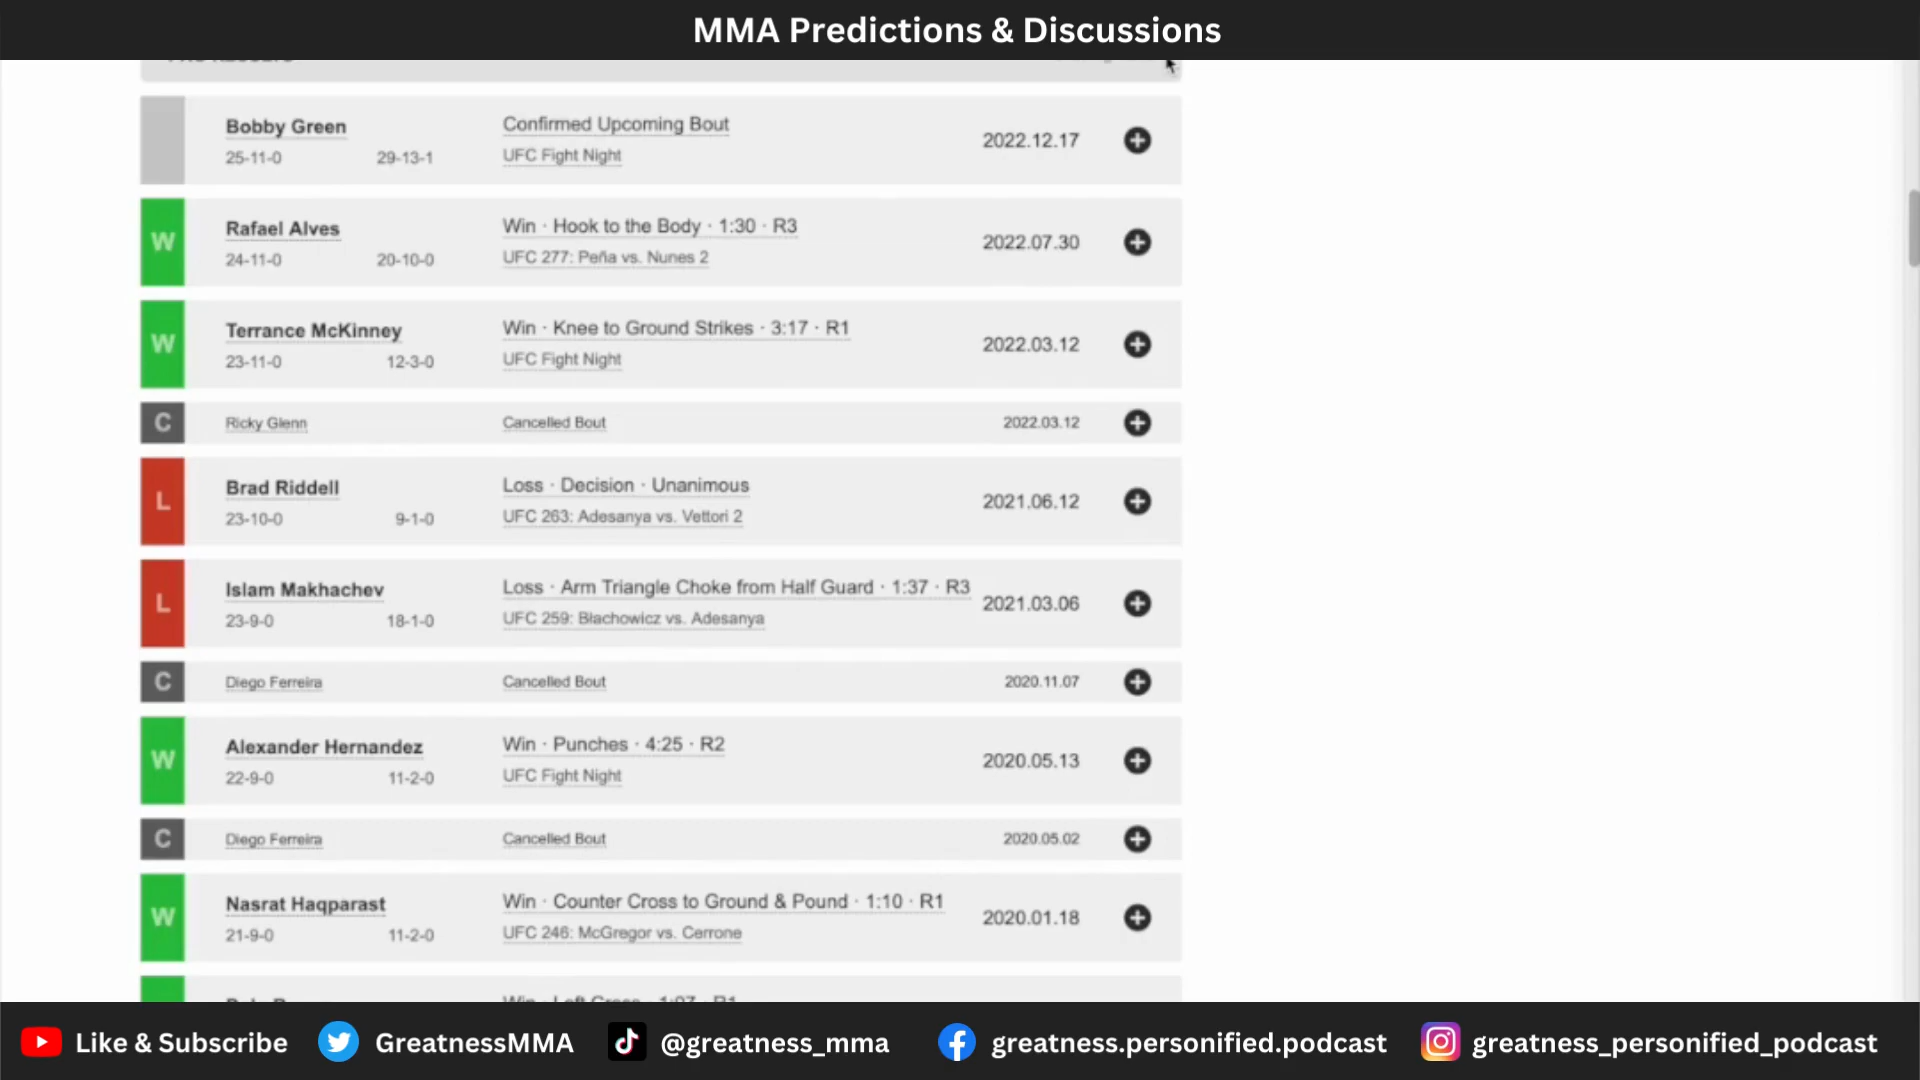 MMA Predictions & Discussions
Bobby Green
Confirmed Upcoming Bout
25-11-0
29-13-1
UFC Fight Night
2022.12.17
W
Rafael Alves
Win · Hook to the Body · 1:30 · R3
24-11-0
20-10-0
UFC 277: Peña vs. Nunes 2
2022.07.30
W
Terrance McKinney
Win · Knee to Ground Strikes · 3:17 · R1
23-11-0
12-3-0
UFC Fight Night
2022.03.12
C
Ricky Glenn
Cancelled Bout
2022.03.12
L
Brad Riddell
Loss · Decision · Unanimous
23-10-0
9-1-0
UFC 263: Adesanya vs. Vettori 2
2021.06.12
L
Islam Makhachev
Loss · Arm Triangle Choke from Half Guard · 1:37 · R3
23-9-0
18-1-0
UFC 259: Błachowicz vs. Adesanya
2021.03.06
C
Diego Ferreira
Cancelled Bout
2020.11.07
W
Alexander Hernandez
Win · Punches · 4:25 · R2
22-9-0
11-2-0
UFC Fight Night
2020.05.13
C
Diego Ferreira
Cancelled Bout
2020.05.02
W
Nasrat Haqparast
Win · Counter Cross to Ground & Pound · 1:10 · R1
21-9-0
11-2-0
UFC 246: McGregor vs. Cerrone
2020.01.18
Win · Left Cross · 1:07 · R1
Like & Subscribe
GreatnessMMA
@greatness_mma
greatness.personified.podcast
greatness_personified_podcast